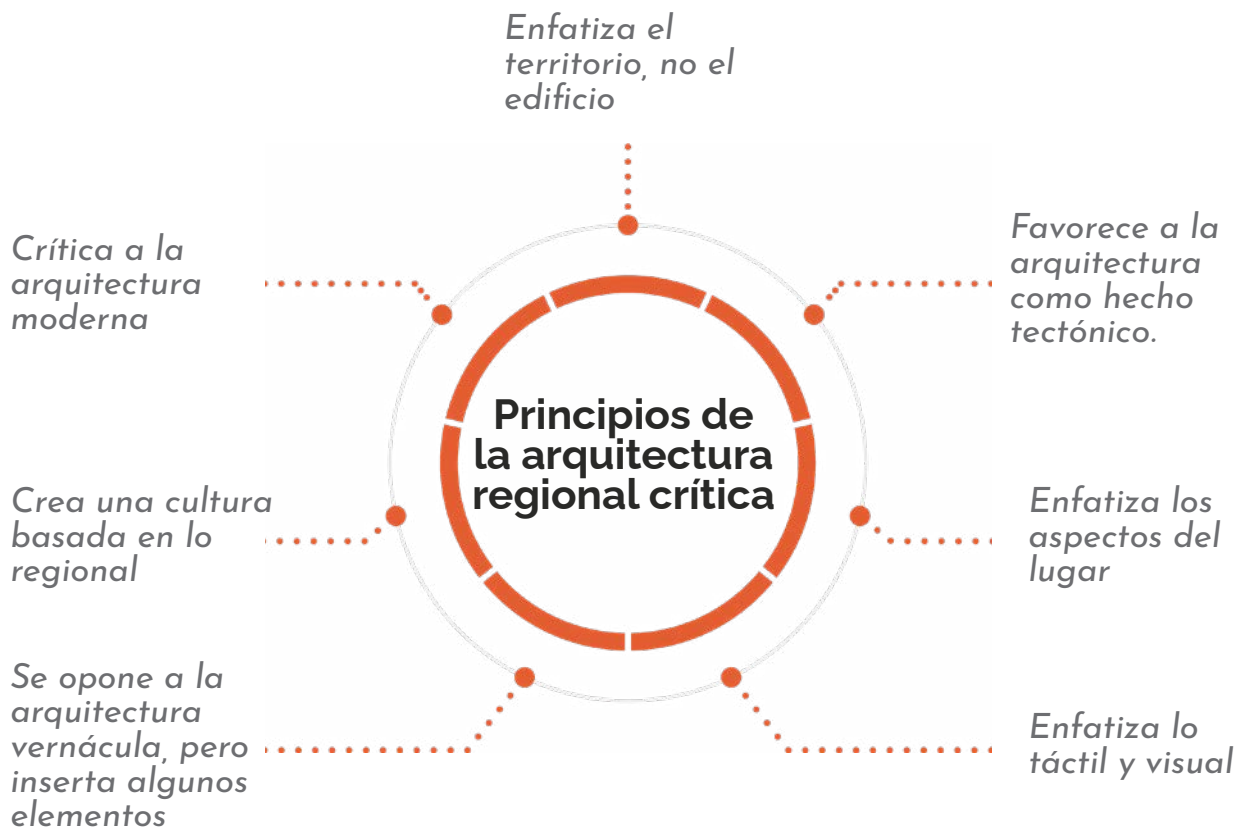 Enfatiza el
territorio, no el
edificio
Crítica a la
arquitectura
moderna
Favorece a la
arquitectura
como hecho
tectónico.
Principios de
la arquitectura
regional crítica
Crea una cultura
basada en lo
regional
Enfatiza los
aspectos del
lugar
Se opone a la
arquitectura
vernácula, pero
inserta algunos
elementos
Enfatiza lo
táctil y visual